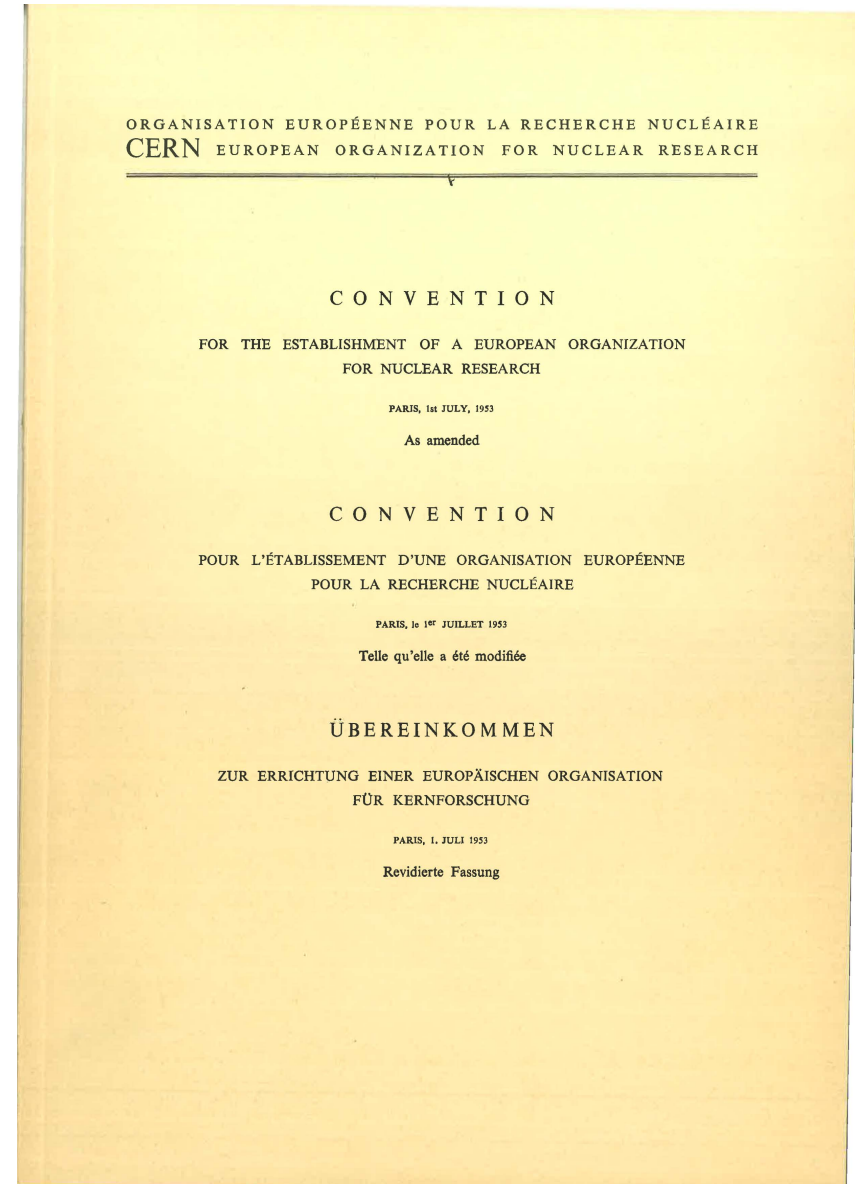 ORGANISATION EUROPÉENNE POUR LA RECHERCHE NUCLÉAIRE
CERN EUROPEAN ORGANIZATION FOR NUCLEAR RESEARCH
CONVENTION
FOR THE ESTABLISHMENT OF A EUROPEAN ORGANIZATION
FOR NUCLEAR RESEARCH
PARIS, 1st JULY, 1953
As amended
CONVENTION
POUR L'ÉTABLISSEMENT D'UNE ORGANISATION EUROPÉENNE
POUR LA RECHERCHE NUCLÉAIRE
PARIS, le 1er JUILLET 1953
Telle qu'elle a été modifiée
ÜBEREINKOMMEN
ZUR ERRICHTUNG EINER EUROPÄISCHEN ORGANISATION
FÜR KERNFORSCHUNG
PARIS, 1. JULI 1953
Revidierte Fassung